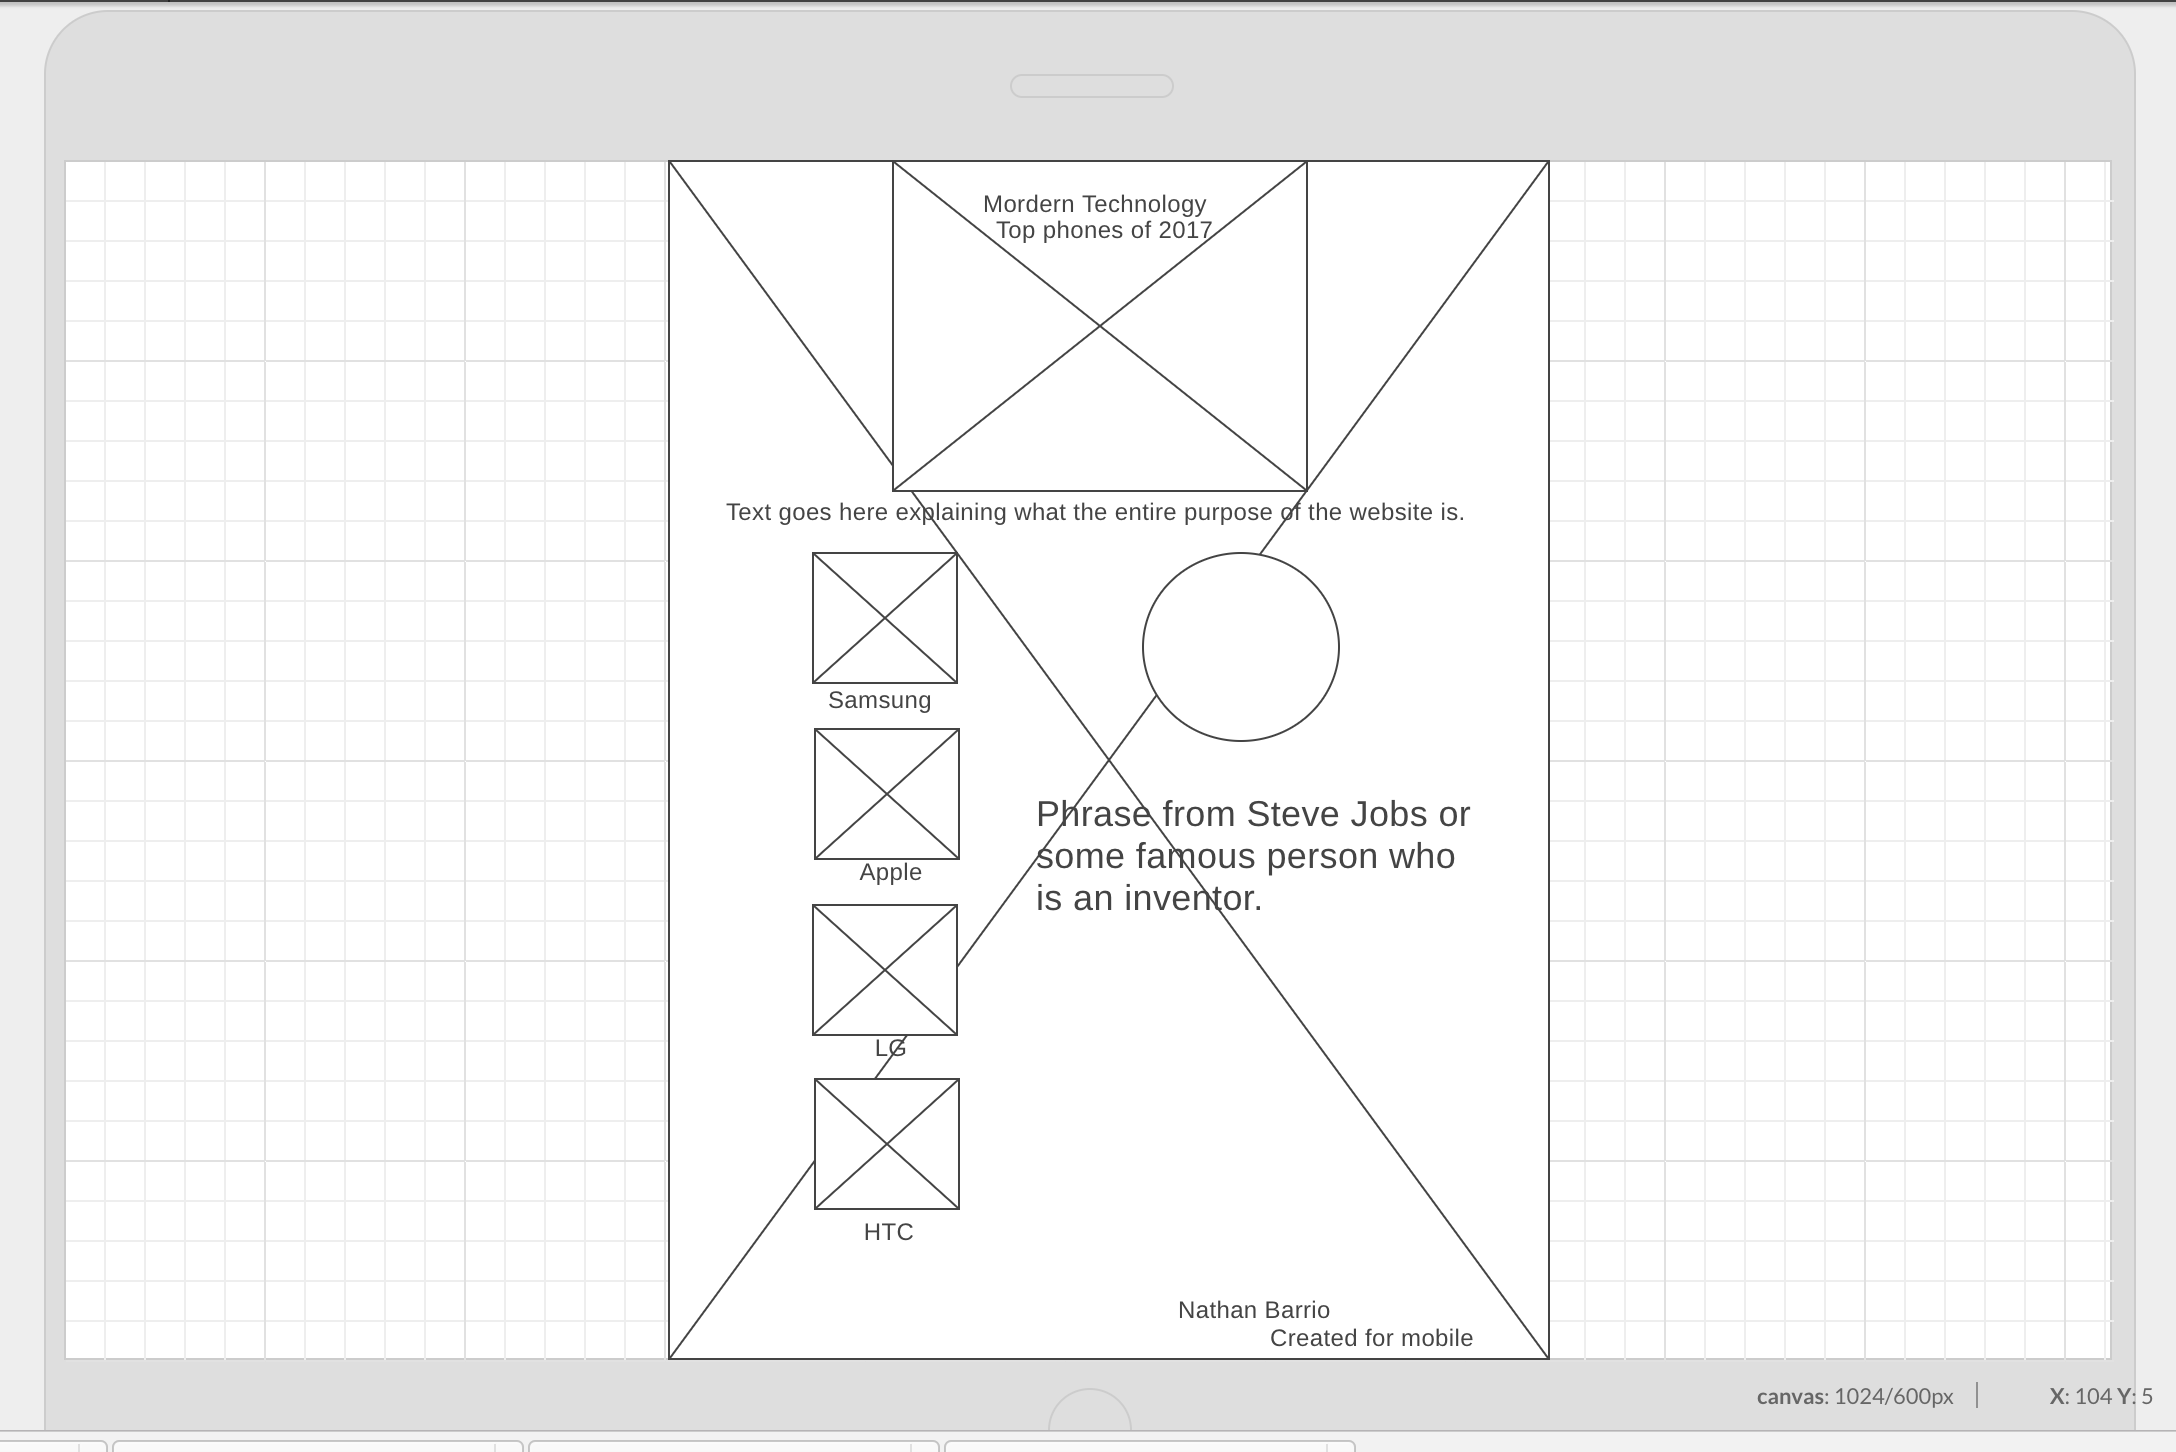 Mordern Technology
Top phones of 2017
Text goes here explaining what the entire purpose of the website is.
Samsung
Apple
Phrase from Steve Jobs or
some famous person who
is an inventor.
LG
HTC
Nathan Barrio
Created for mobile
canvas: 1024/600px
X: 104 Y: 5